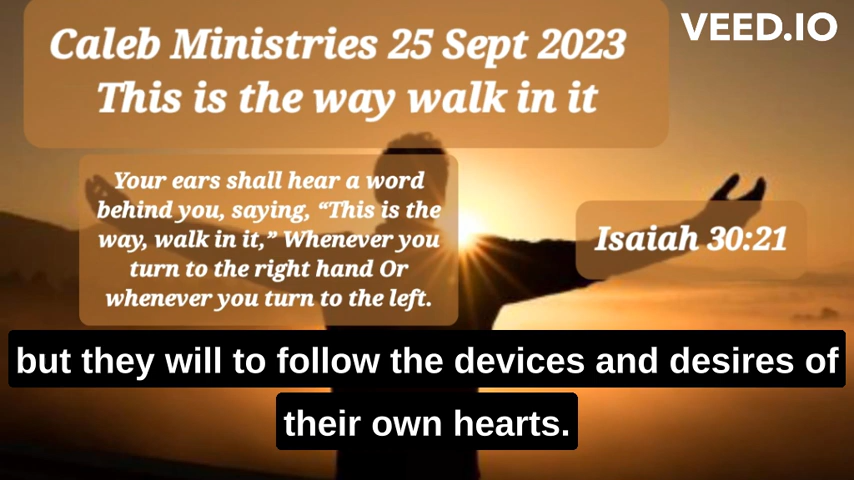 Caleb Ministries 25 Sept 2023
This is the way walk in it
VEED.IO
Your ears shall hear a word
behind you, saying, “This is the
way, walk in it,” Whenever you
turn to the right hand Or
whenever you turn to the left.
Isaiah 30:21
but they will to follow the devices and desires of
their own hearts.